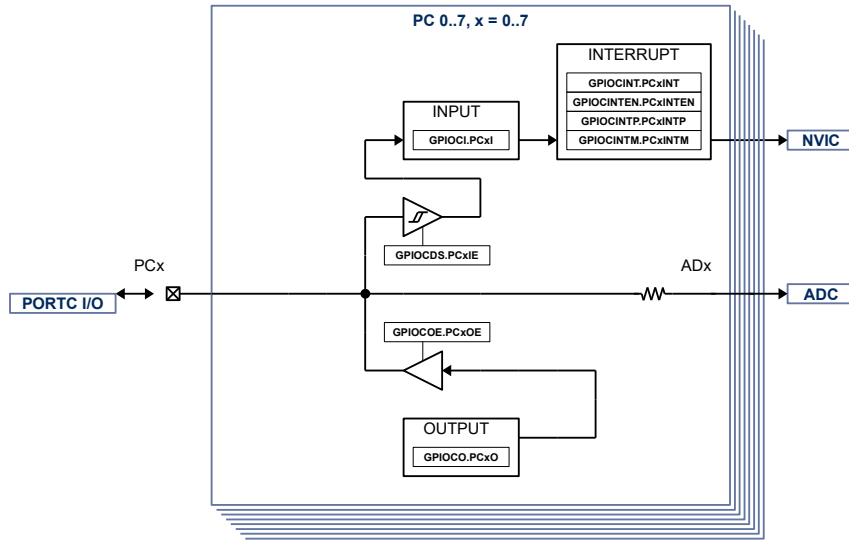 PC 0..7, x = 0..7
INTERRUPT
GPIOCINT.PCxINT
GPIOCINTEN.PCxINTEN
GPIOCINTP.PCxINTP
GPIOCINTM.PCxINTM
INPUT
GPIOCI.PCxI
NVIC
GPIOCDS.PCxIE
PCx
ADx
PORTC I/O
ADC
GPIOCOE.PCxOE
OUTPUT
GPIOCO.PCxO